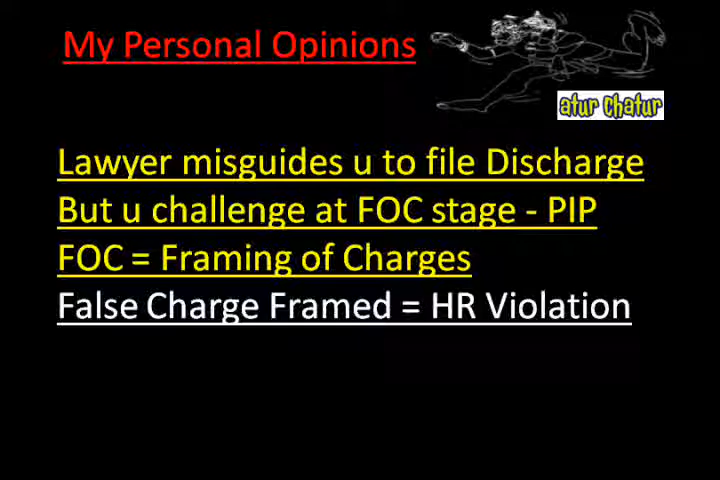 My Personal Opinions
atur chatur
Lawyer misguides u to file Discharge
But u challenge at FOC stage - PIP
FOC = Framing of Charges
False Charge Framed = HR Violation